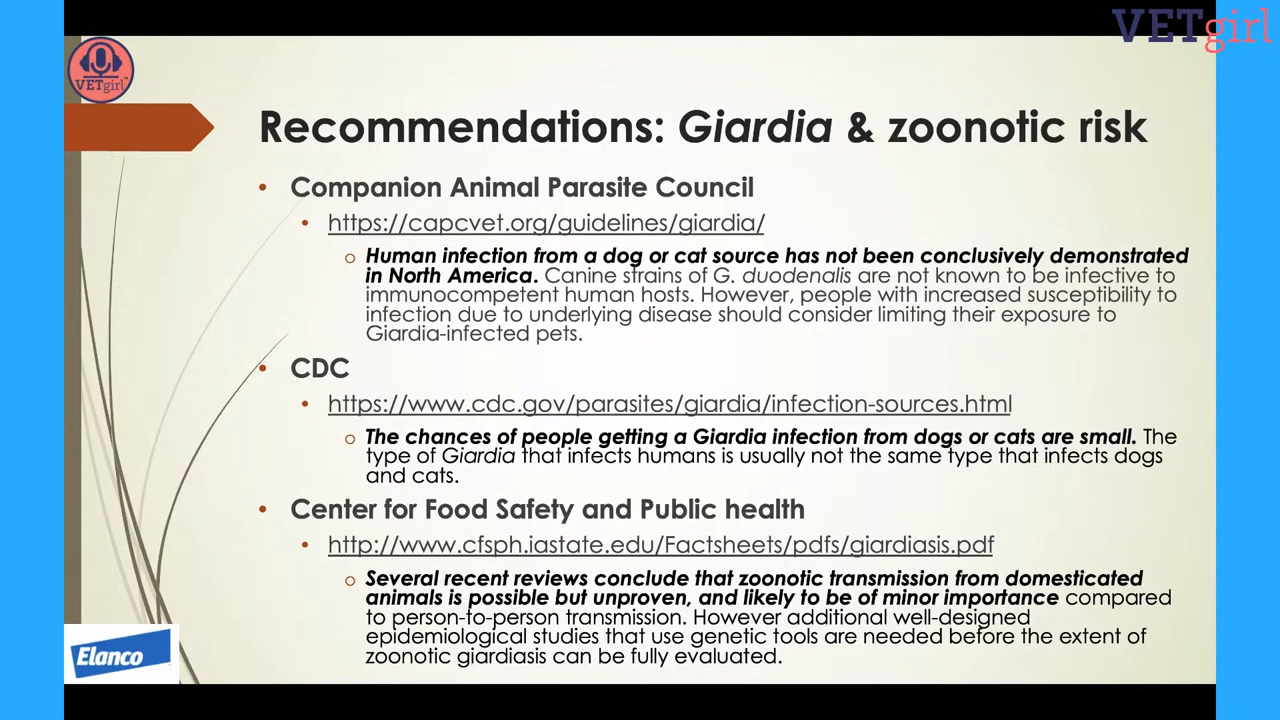 VETgirl
VETgirl
Recommendations: Giardia & zoonotic risk
• Companion Animal Parasite Council
• https://capcvet.org/guidelines/giardia/
o Human infection from a dog or cat source has not been conclusively demonstrated
in North America. Canine strains of G. duodenalis are not known to be infective to
immunocompetent human hosts. However, people with increased susceptibility to
infection due to underlying disease should consider limiting their exposure to
Giardia-infected pets.
• CDC
• https://www.cdc.gov/parasites/giardia/infection-sources.html
o The chances of people getting a Giardia infection from dogs or cats are small. The
type of Giardia that infects humans is usually not the same type that infects dogs
and cats.
• Center for Food Safety and Public health
• http://www.cfsph.iastate.edu/Factsheets/pdfs/giardiasis.pdf
o Several recent reviews conclude that zoonotic transmission from domesticated
animals is possible but unproven, and likely to be of minor importance compared
to person-to-person transmission. However additional well-designed
epidemiological studies that use genetic tools are needed before the extent of
zoonotic giardiasis can be fully evaluated.
Elanco